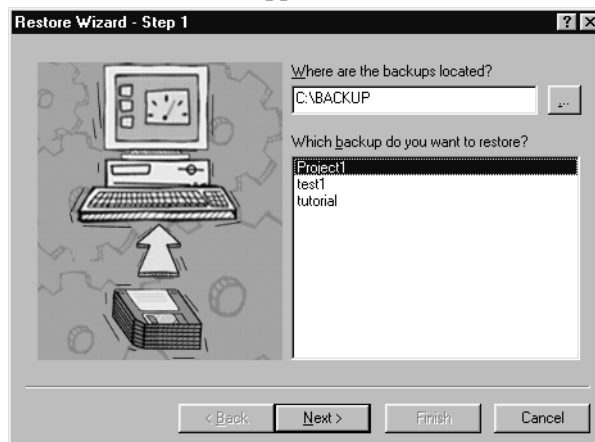 Restore Wizard - Step 1
Where are the backups located?
C:\BACKUP
...
Which backup do you want to restore?
Project1
test1
tutorial
< Back
Next >
Finish
Cancel